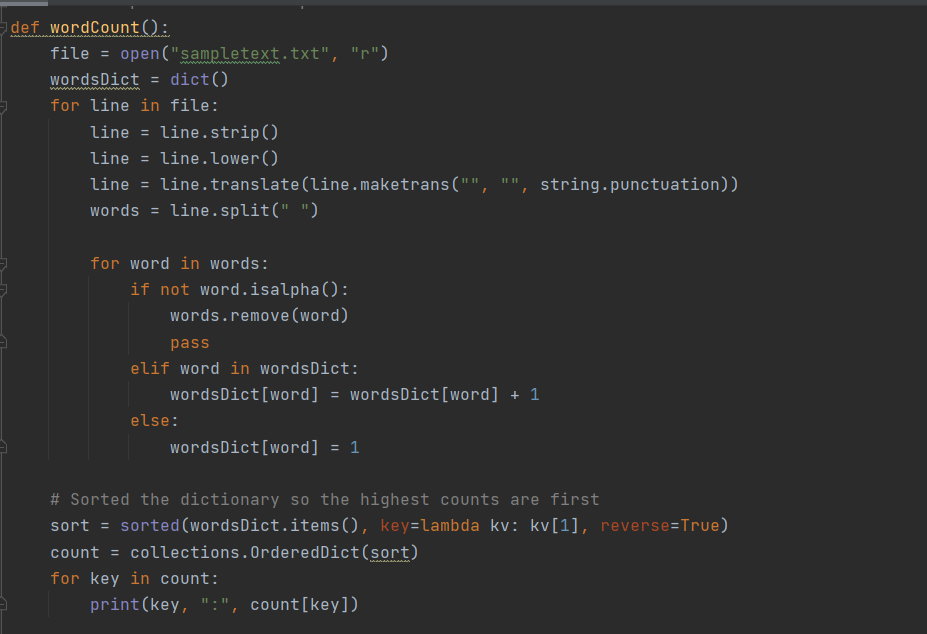 def wordCount():
    file = open("sampletext.txt", "r")
    wordsDict = dict()
    for line in file:
        line = line.strip()
        line = line.lower()
        line = line.translate(line.maketrans("", "", string.punctuation))
        words = line.split(" ")

        for word in words:
            if not word.isalpha():
                words.remove(word)
                pass
            elif word in wordsDict:
                wordsDict[word] = wordsDict[word] + 1
            else:
                wordsDict[word] = 1

    # Sorted the dictionary so the highest counts are first
    sort = sorted(wordsDict.items(), key=lambda kv: kv[1], reverse=True)
    count = collections.OrderedDict(sort)
    for key in count:
        print(key, ":", count[key])